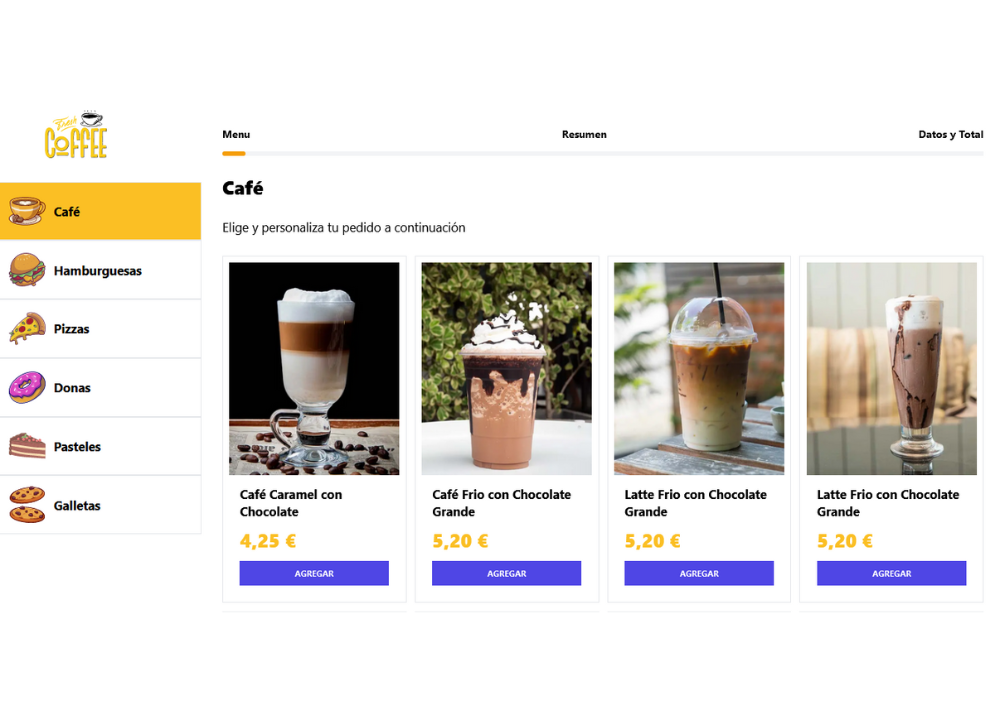 Fresh
COFFEE
Menu
Resumen
Datos y Total
Café
Hamburguesas
Pizzas
Donas
Pasteles
Galletas
Café
Elige y personaliza tu pedido a continuación
Café Caramel con
Chocolate
4,25 €
AGREGAR
Café Frio con Chocolate
Grande
5,20 €
AGREGAR
Latte Frio con Chocolate
Grande
5,20 €
AGREGAR
Latte Frio con Chocolate
Grande
5,20 €
AGREGAR